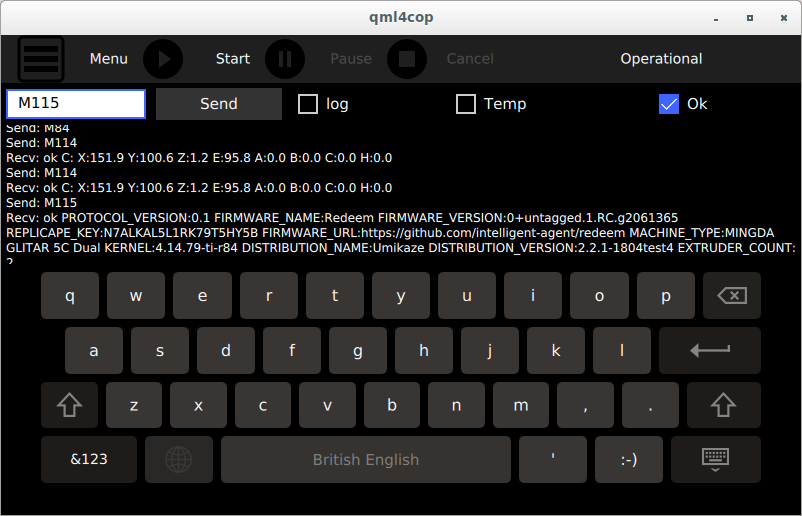 qml4cop
Menu Start Pause Cancel Operational
M115 Send log Temp Ok
Send: M84
Send: M114
Recv: ok C: X:151.9 Y:100.6 Z:1.2 E:95.8 A:0.0 B:0.0 C:0.0 H:0.0
Send: M114
Recv: ok C: X:151.9 Y:100.6 Z:1.2 E:95.8 A:0.0 B:0.0 C:0.0 H:0.0
Send: M115
Recv: ok PROTOCOL_VERSION:0.1 FIRMWARE_NAME:Redeem FIRMWARE_VERSION:0+untagged.1.RC.g2061365
REPLICAPE_KEY:N7ALKAL5L1RK79T5HY5B FIRMWARE_URL:https://github.com/intelligent-agent/redeem MACHINE_TYPE:MINGDA
GLITAR 5C Dual KERNEL:4.14.79-ti-r84 DISTRIBUTION_NAME:Umikaze DISTRIBUTION_VERSION:2.2.1-1804test4 EXTRUDER_COUNT:
q w e r t y u i o p
a s d f g h j k l
z x c v b n m , .
&123 British English ' :-)